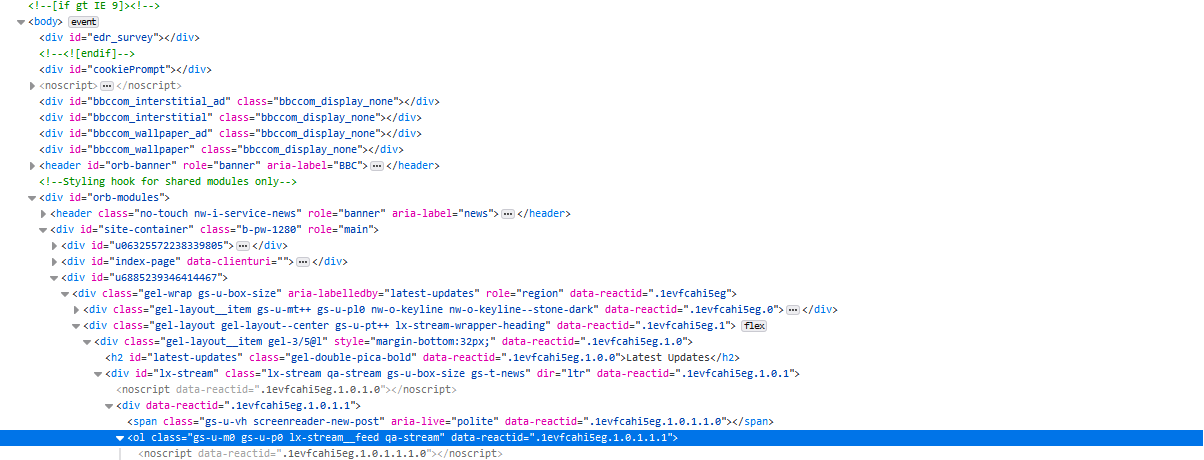 <!--[if gt IE 9]><!-->
<body> event
<div id="edr_survey"></div>
<!--<![endif]-->
<div id="cookiePrompt"></div>
<noscript> ••• </noscript>
<div id="bbccom_interstitial_ad" class="bbccom_display_none"></div>
<div id="bbccom_interstitial" class="bbccom_display_none"></div>
<div id="bbccom_wallpaper_ad" class="bbccom_display_none"></div>
<div id="bbccom_wallpaper" class="bbccom_display_none"></div>
<header id="orb-banner" role="banner" aria-label="BBC"> ••• </header>
<!--Styling hook for shared modules only-->
<div id="orb-modules">
<header class="no-touch nw-i-service-news" role="banner" aria-label="news"> ••• </header>
<div id="site-container" class="b-pw-1280" role="main">
<div id="u06325572238339805"> ••• </div>
<div id="index-page" data-clienturi=""> ••• </div>
<div id="u6885239346414467">
<div class="gel-wrap gs-u-box-size" aria-labelledby="latest-updates" role="region" data-reactid=".1evfcahi5eg">
<div class="gel-layout__item gs-u-mt++ gs-u-pl0 nw-o-keyline nw-o-keyline--stone-dark" data-reactid=".1evfcahi5eg.0"> ••• </div>
<div class="gel-layout gel-layout--center gs-u-pt++ lx-stream-wrapper-heading" data-reactid=".1evfcahi5eg.1"> flex
<div class="gel-layout__item gel-3/5@l" style="margin-bottom:32px;" data-reactid=".1evfcahi5eg.1.0">
<h2 id="latest-updates" class="gel-double-pica-bold" data-reactid=".1evfcahi5eg.1.0.0">Latest Updates</h2>
<div id="lx-stream" class="lx-stream qa-stream gs-u-box-size gs-t-news" dir="ltr" data-reactid=".1evfcahi5eg.1.0.1">
<noscript data-reactid=".1evfcahi5eg.1.0.1.0"></noscript>
<div data-reactid=".1evfcahi5eg.1.0.1.1">
<span class="gs-u-vh screenreader-new-post" aria-live="polite" data-reactid=".1evfcahi5eg.1.0.1.1.0"></span>
<ol class="gs-u-m0 gs-u-p0 lx-stream__feed qa-stream" data-reactid=".1evfcahi5eg.1.0.1.1.1">
<noscript data-reactid=".1evfcahi5eg.1.0.1.1.1.0"></noscript>